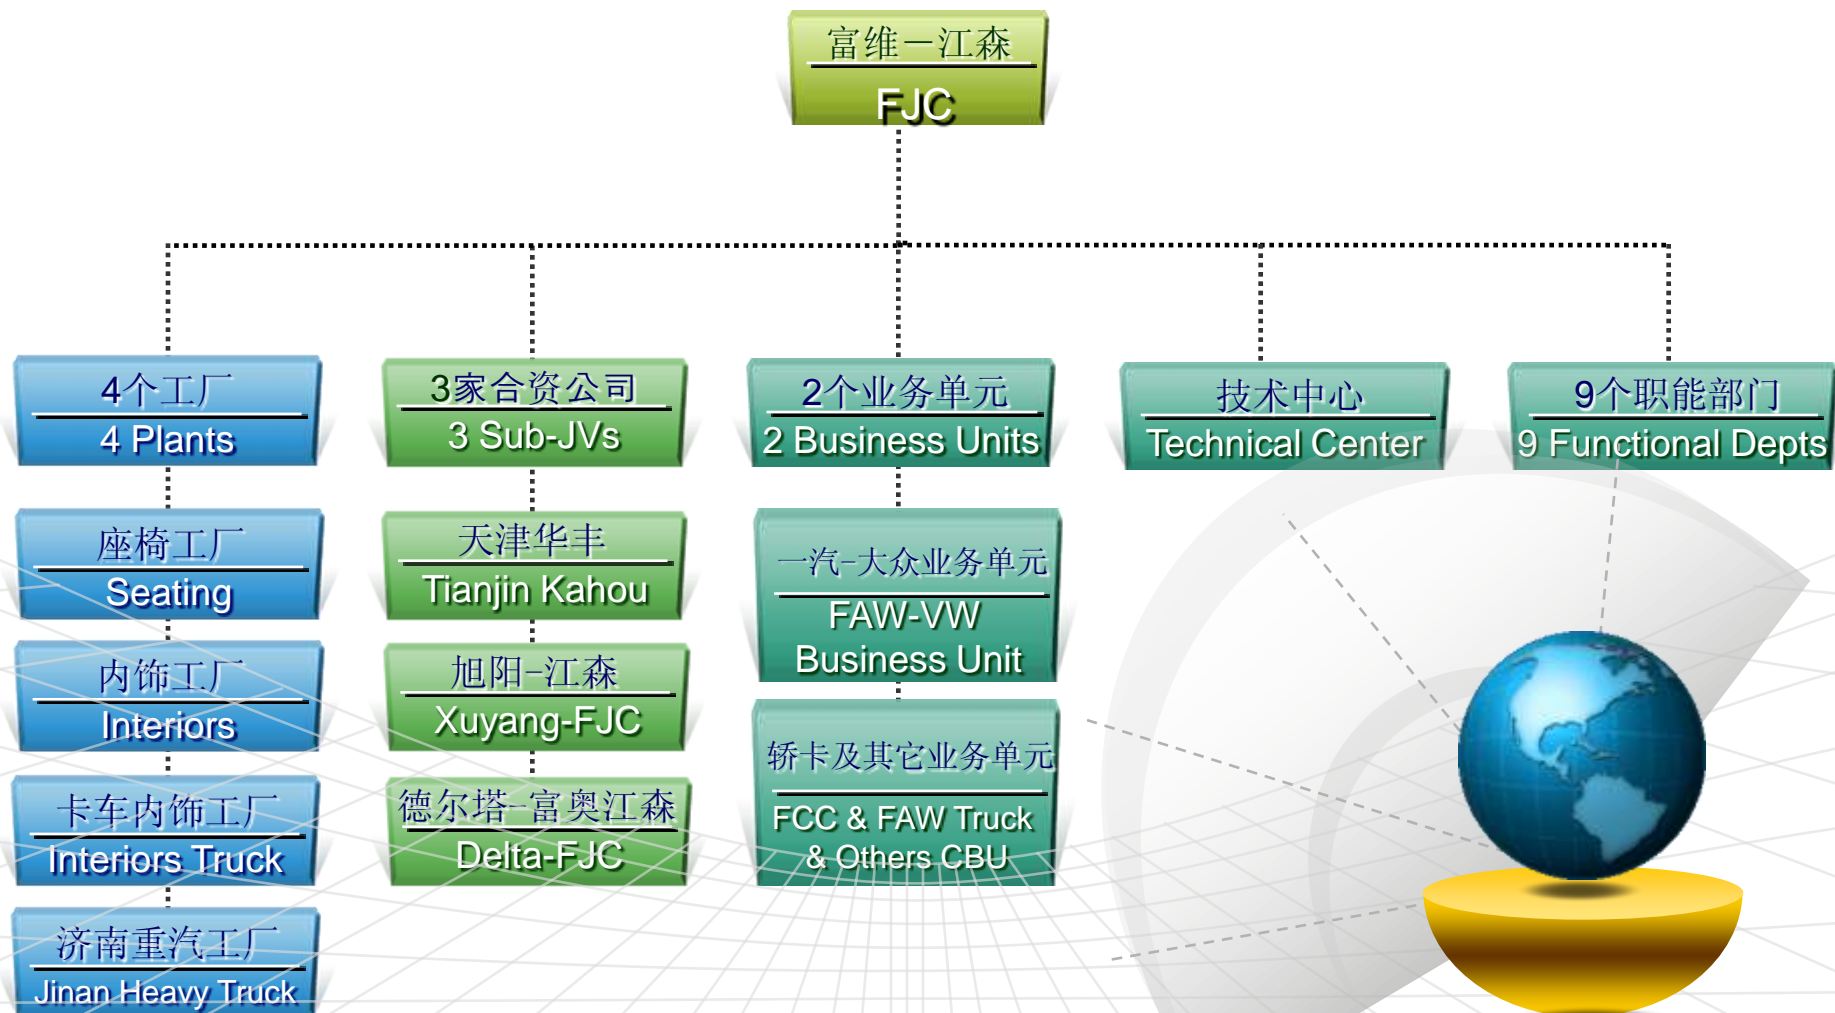 富维－江森
FJC
4个工厂
4 Plants
座椅工厂
Seating
内饰工厂
Interiors
卡车内饰工厂
Interiors Truck
济南重汽工厂
Jinan Heavy Truck
3家合资公司
3 Sub-JVs
天津华丰
Tianjin Kahou
旭阳-江森
Xuyang-FJC
德尔塔-富奥江森
Delta-FJC
2个业务单元
2 Business Units
一汽-大众业务单元
FAW-VW
Business Unit
轿卡及其它业务单元
FCC & FAW Truck
& Others CBU
技术中心
Technical Center
9个职能部门
9 Functional Depts